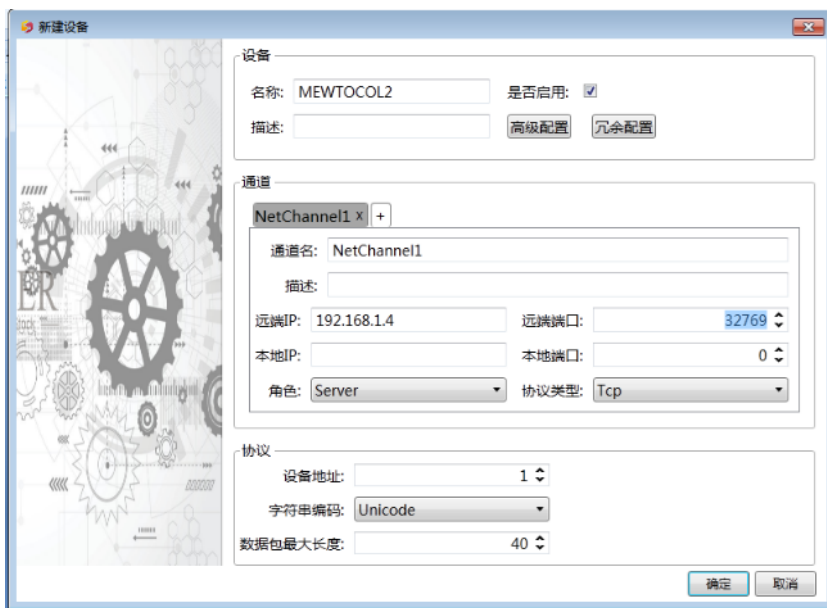 新建设备
设备
名称: MEWTOCOL2 是否启用:
描述: 高级配置 冗余配置
通道
NetChannel1 x +
通道名: NetChannel1
描述:
远端IP: 192.168.1.4 远端端口: 32769
本地IP: 本地端口: 0
角色: Server 协议类型: Tcp
协议
设备地址: 1
字符串编码: Unicode
数据包最大长度: 40
确定 取消
ER